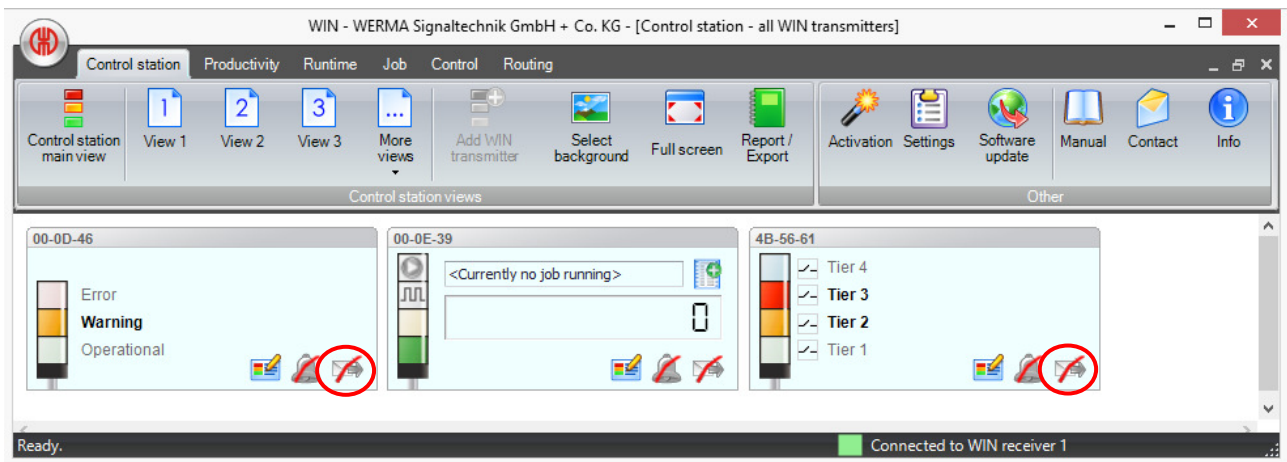 WIN - WERMA Signaltechnik GmbH + Co. KG - [Control station - all WIN transmitters]
Control station Productivity Runtime Job Control Routing
Control station
main view
1
View 1
2
View 2
3
View 3
...
More
views
Add WIN
transmitter
Select
background
Full screen
Report /
Export
Activation
Settings
Software
update
Manual
Contact
Info
Control station views
Other
00-0D-46
Error
Warning
Operational
00-0E-39
<Currently no job running>
0
4B-56-61
Tier 4
Tier 3
Tier 2
Tier 1
Ready.
Connected to WIN receiver 1